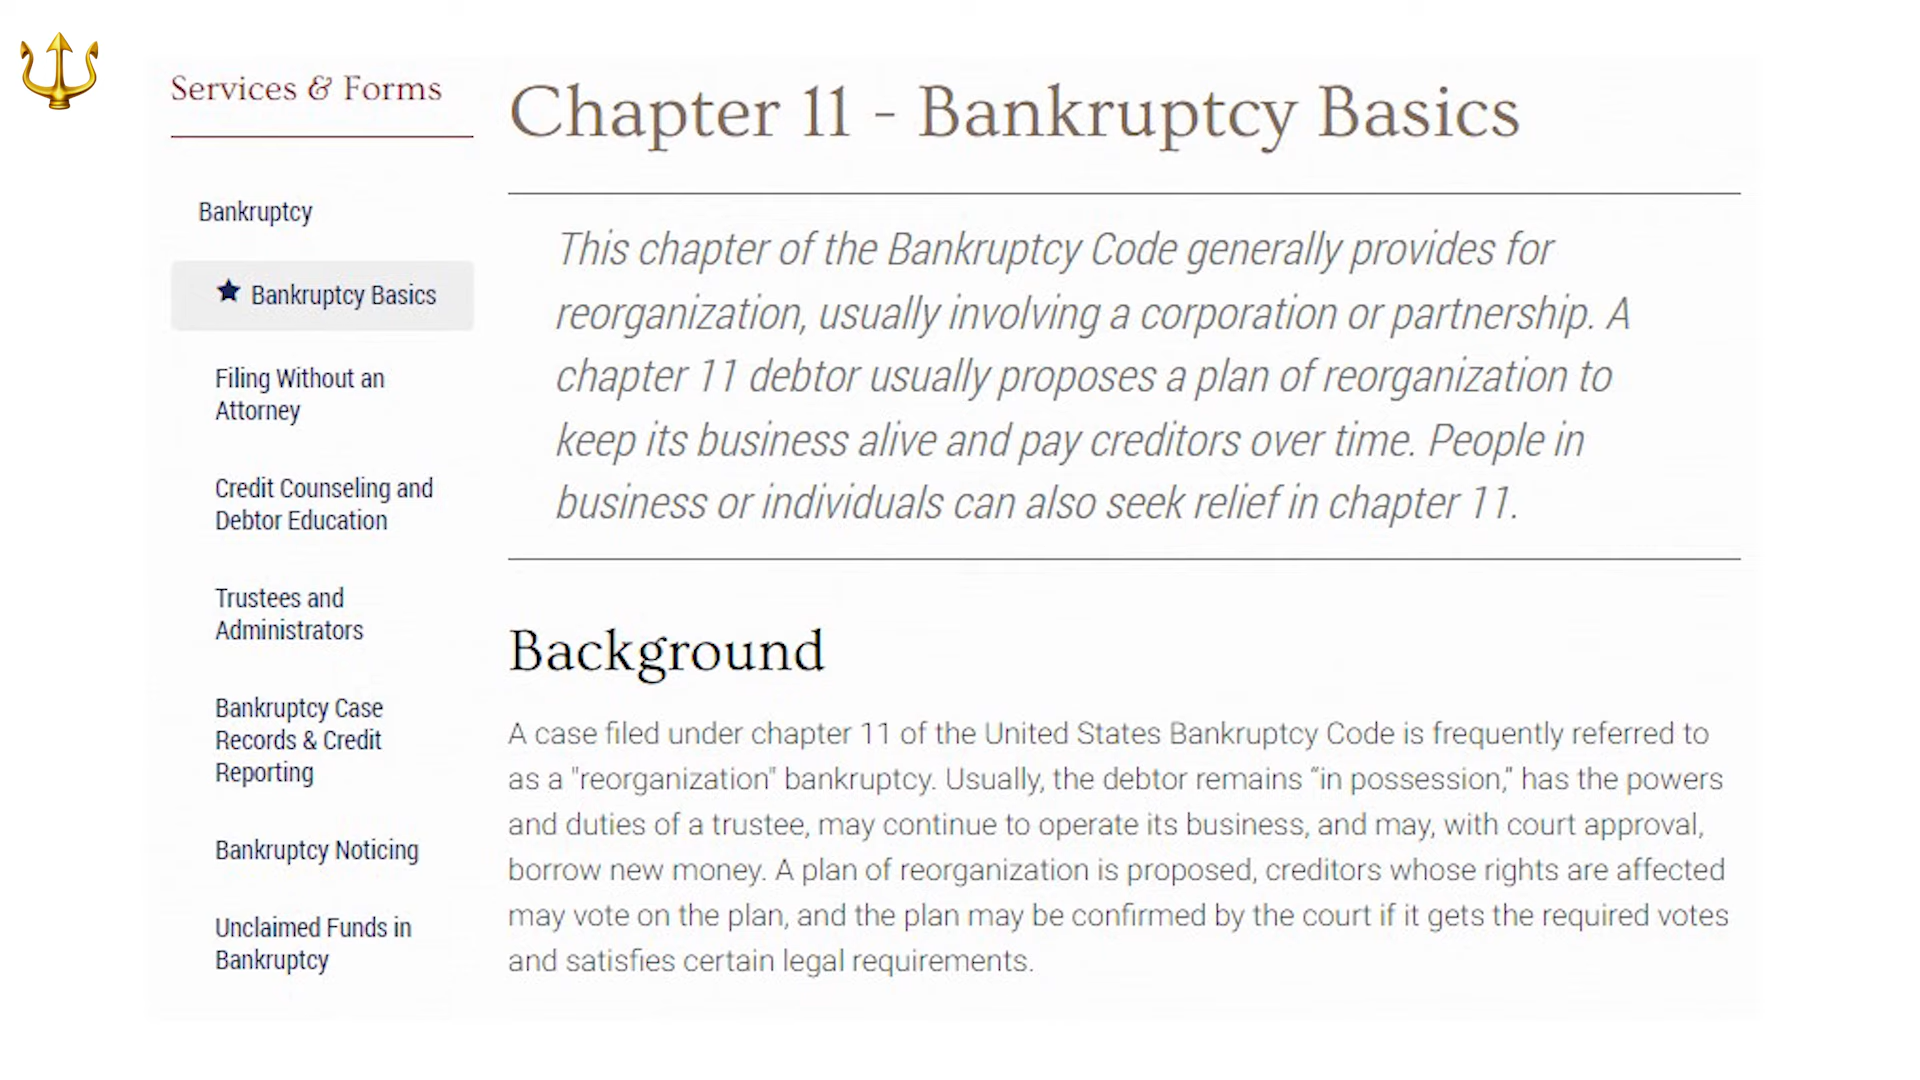 Services & Forms
Bankruptcy
Bankruptcy Basics
Filing Without an
Attorney
Credit Counseling and
Debtor Education
Trustees and
Administrators
Bankruptcy Case
Records & Credit
Reporting
Bankruptcy Noticing
Unclaimed Funds in
Bankruptcy
Chapter 11 - Bankruptcy Basics
This chapter of the Bankruptcy Code generally provides for
reorganization, usually involving a corporation or partnership. A
chapter 11 debtor usually proposes a plan of reorganization to
keep its business alive and pay creditors over time. People in
business or individuals can also seek relief in chapter 11.
Background
A case filed under chapter 11 of the United States Bankruptcy Code is frequently referred to
as a "reorganization" bankruptcy. Usually, the debtor remains “in possession,” has the powers
and duties of a trustee, may continue to operate its business, and may, with court approval,
borrow new money. A plan of reorganization is proposed, creditors whose rights are affected
may vote on the plan, and the plan may be confirmed by the court if it gets the required votes
and satisfies certain legal requirements.